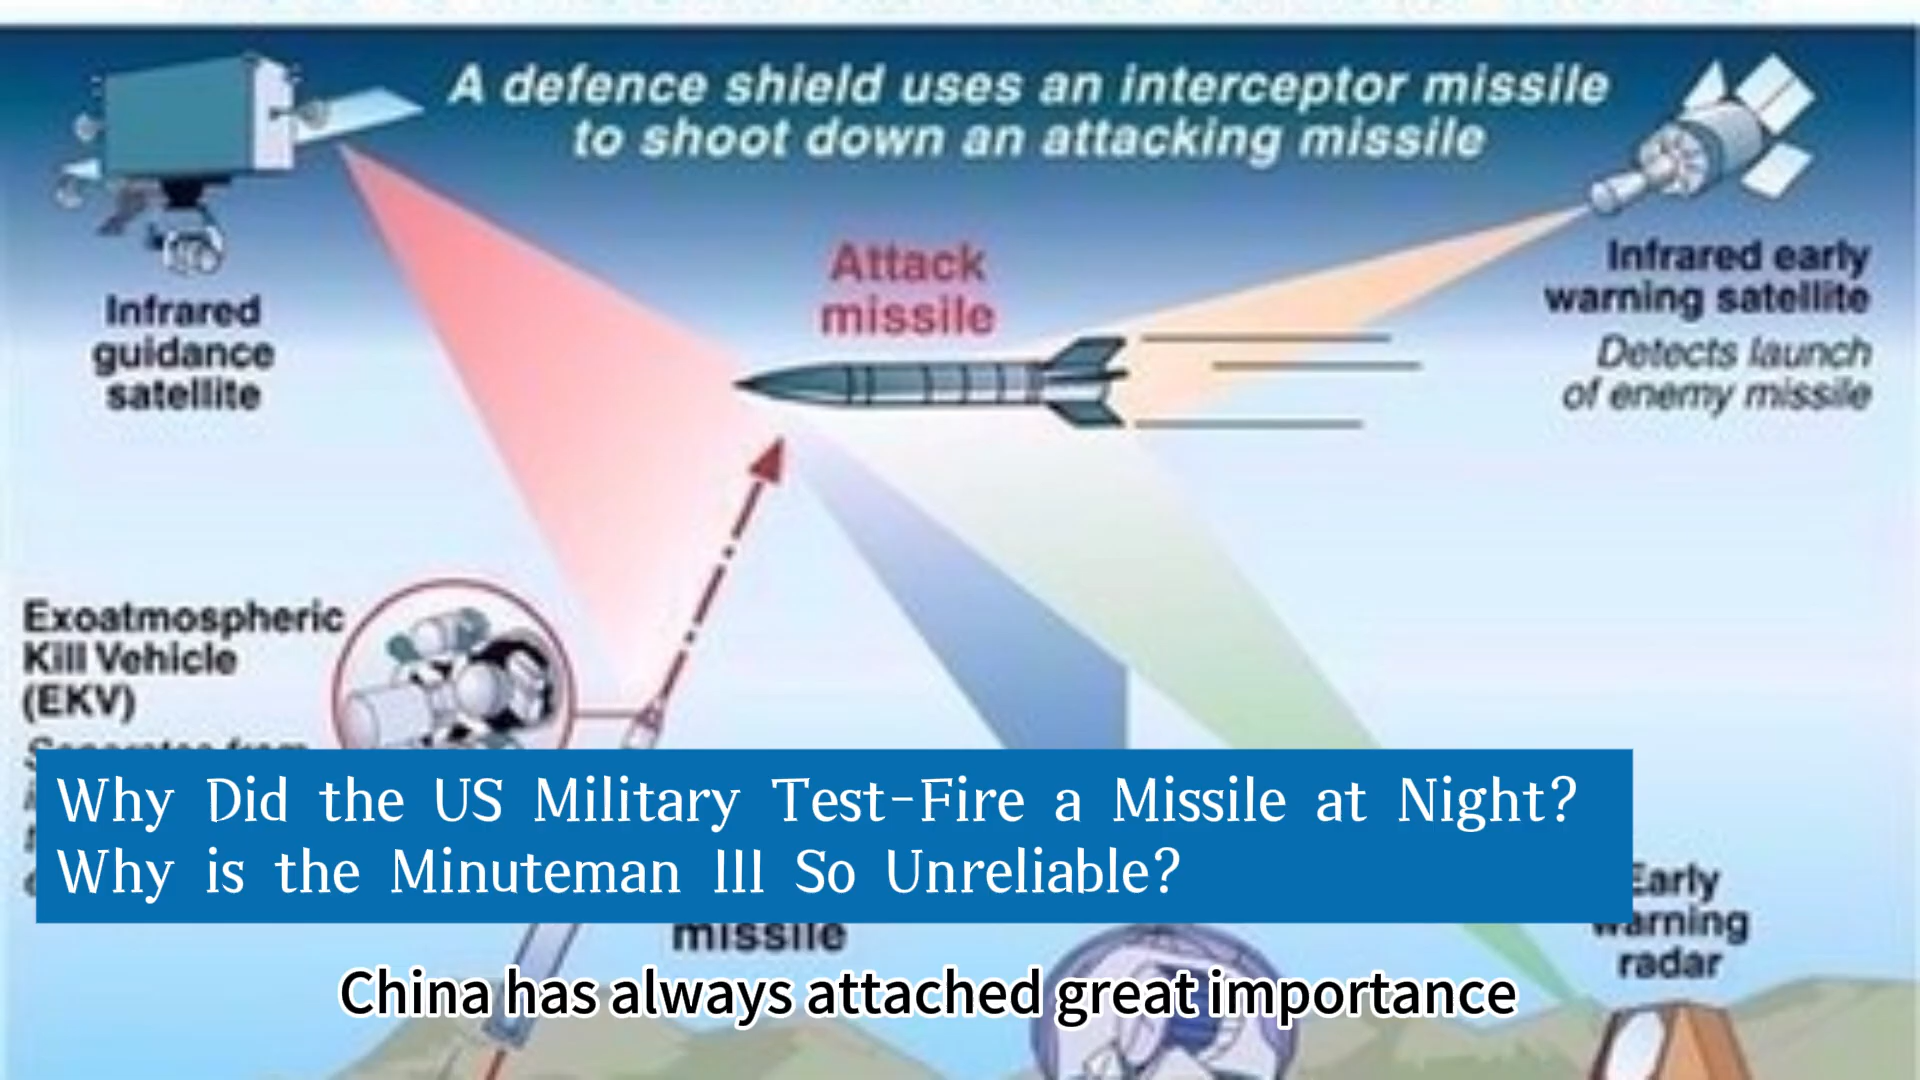 A defence shield uses an interceptor missile
to shoot down an attacking missile
Attack
missile
Infrared
guidance
satellite
Infrared early
warning satellite
Detects launch
of enemy missile
Exoatmospheric
Kill Vehicle
(EKV)
Separates from
Why Did the US Military Test-Fire a Missile at Night?
Why is the Minuteman III So Unreliable?
missile
Early
warning
radar
China has always attached great importance